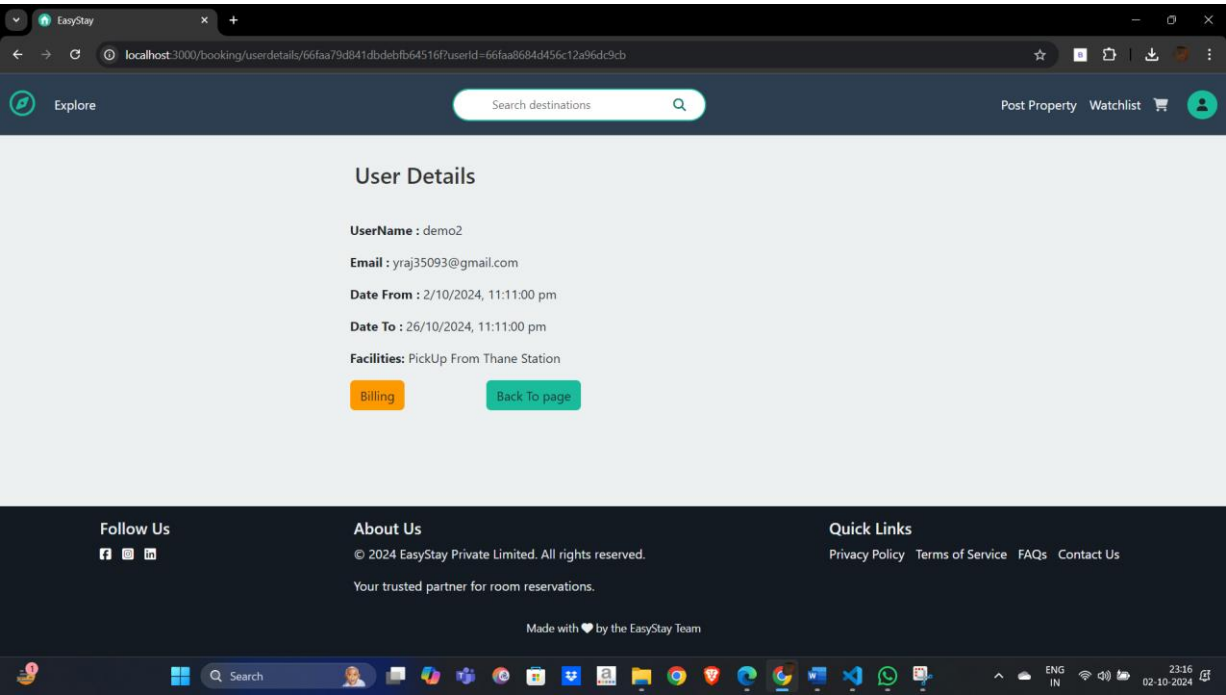 EasyStay
localhost:3000/booking/userdetails/66faa79d841dbdebfb64516f?userId=66faa8684d456c12a96dc9cb
Explore
Search destinations
Post Property Watchlist
User Details
UserName : demo2
Email : yraj35093@gmail.com
Date From : 2/10/2024, 11:11:00 pm
Date To : 26/10/2024, 11:11:00 pm
Facilities: PickUp From Thane Station
Billing Back To page
Follow Us About Us Quick Links
© 2024 EasyStay Private Limited. All rights reserved. Privacy Policy Terms of Service FAQs Contact Us
Your trusted partner for room reservations.
Made with by the EasyStay Team
1
Search
ENG 23:16
IN 02-10-2024